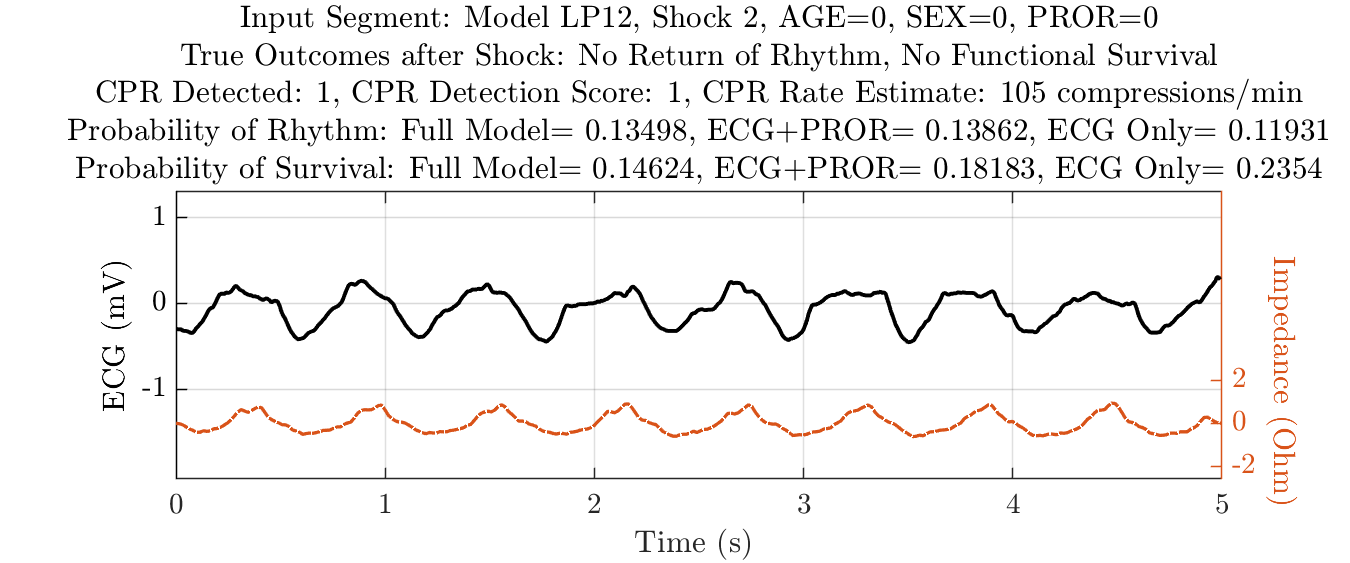 Input Segment: Model LP12, Shock 2, AGE=0, SEX=0, PROR=0
True Outcomes after Shock: No Return of Rhythm, No Functional Survival
CPR Detected: 1, CPR Detection Score: 1, CPR Rate Estimate: 105 compressions/min
Probability of Rhythm: Full Model= 0.13498, ECG+PROR= 0.13862, ECG Only= 0.11931
Probability of Survival: Full Model= 0.14624, ECG+PROR= 0.18183, ECG Only= 0.2354
ECG (mV)
1
0
-1
2
0
-2
Impedance (Ohm)
0 1 2 3 4 5
Time (s)